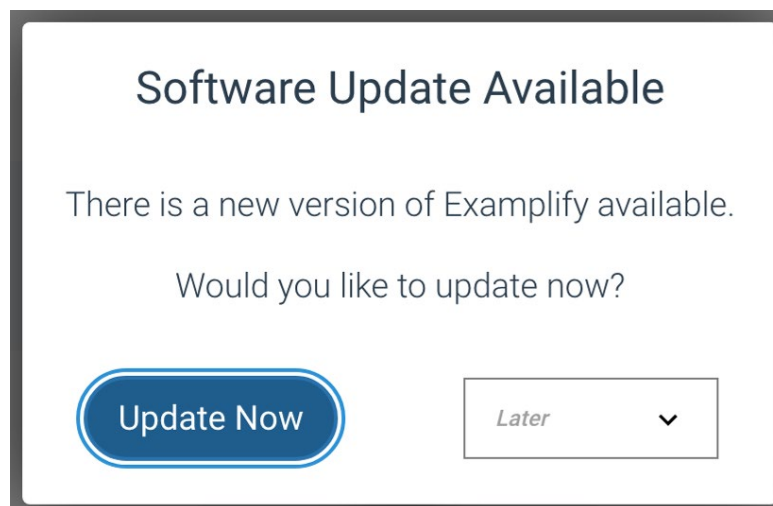 Software Update Available
There is a new version of Examplify available.
Would you like to update now?
Update Now
Later